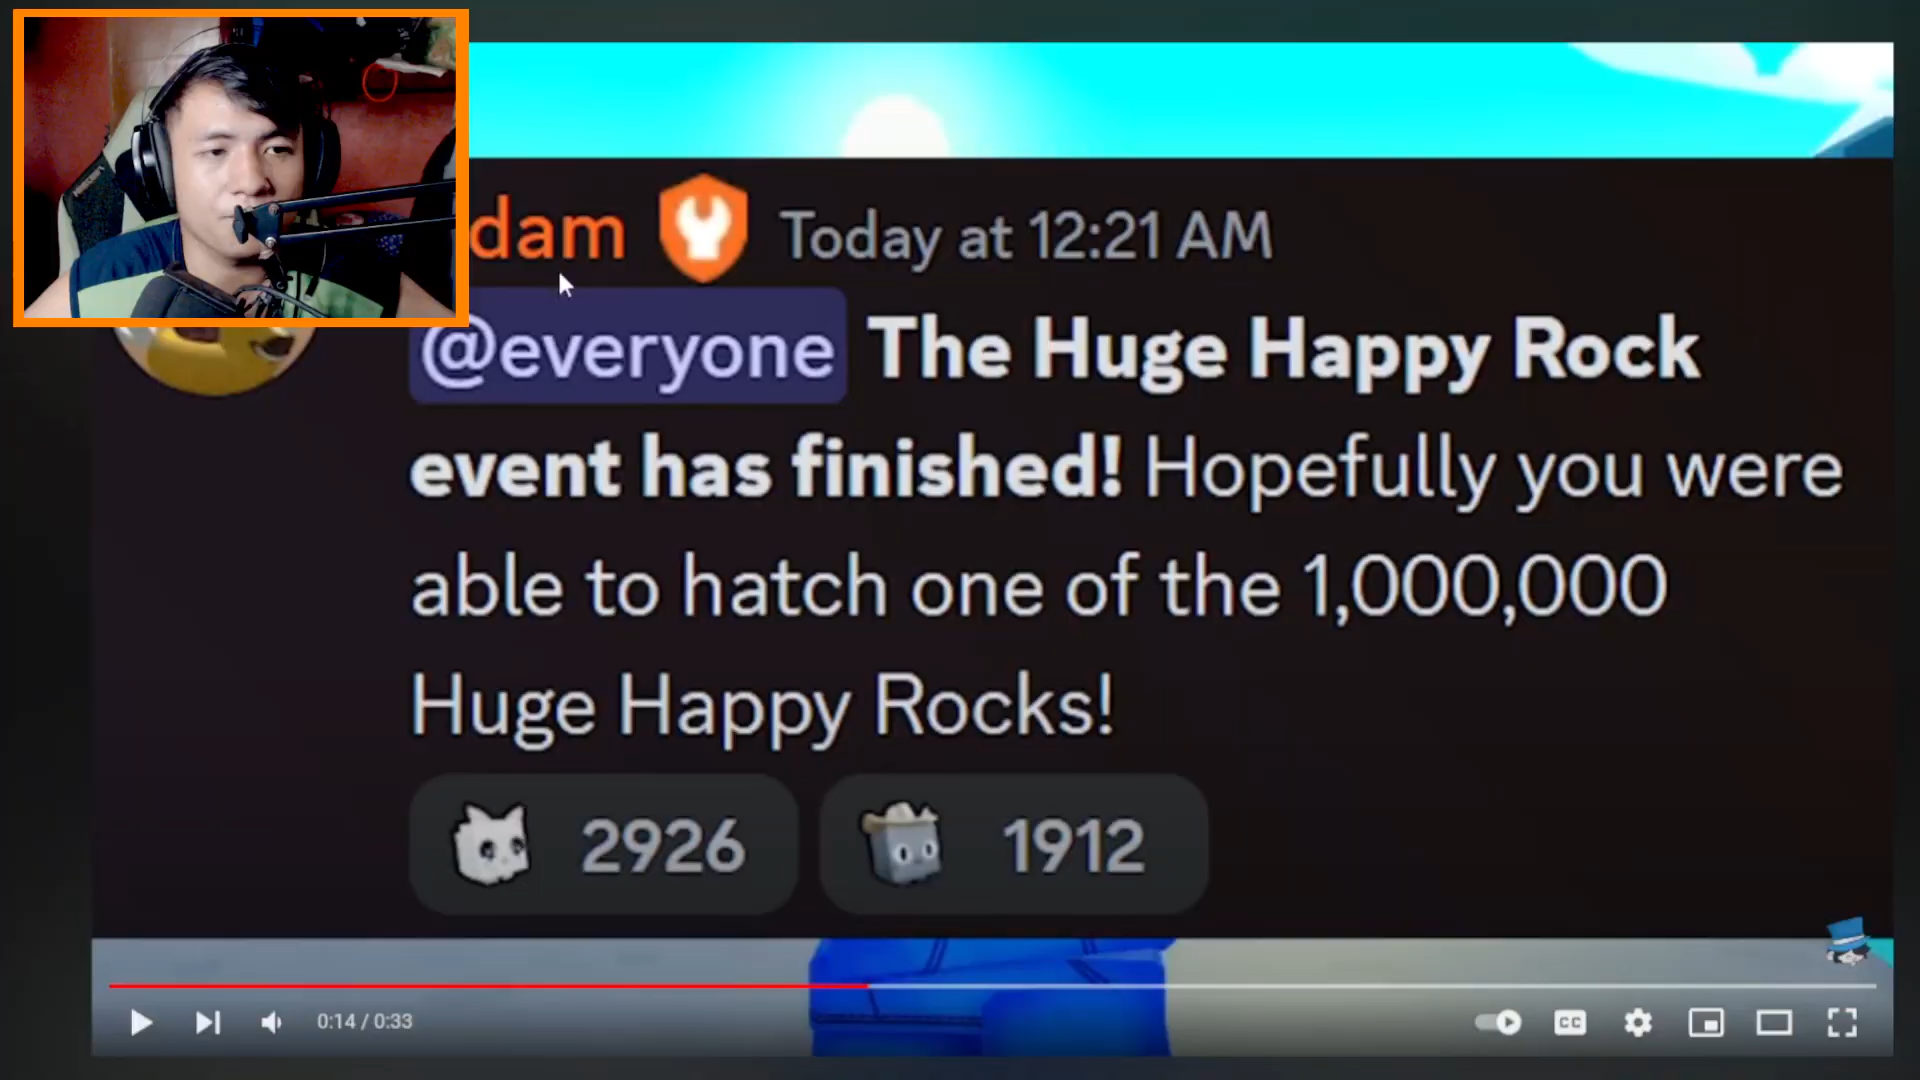 dam Today at 12:21 AM
@everyone The Huge Happy Rock
event has finished! Hopefully you were
able to hatch one of the 1,000,000
Huge Happy Rocks!
2926 1912
0:14 / 0:33 CC